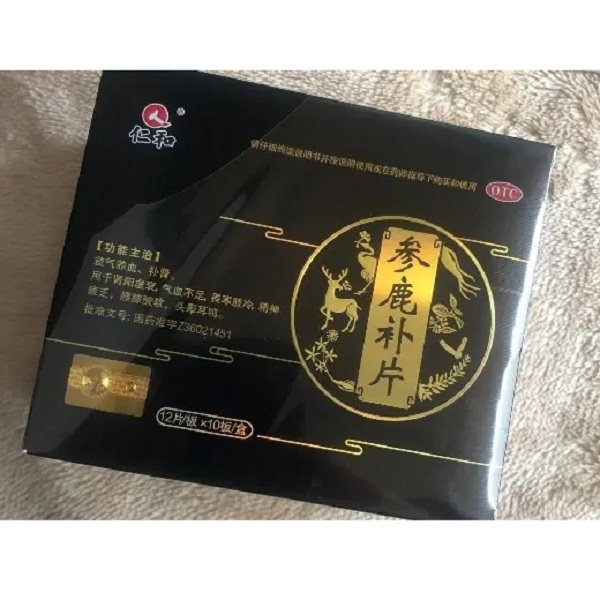 仁和
请仔细阅读说明书并按说明使用或在药师指导下购买和使用
OTC
参鹿补片
【功能主治】
益气养血、补肾。
用于肾阳虚衰,气血不足,畏寒肢冷,精神
疲乏,腰膝酸软,头晕耳鸣。
批准文号:国药准字Z36021451
12片/板×10板/盒